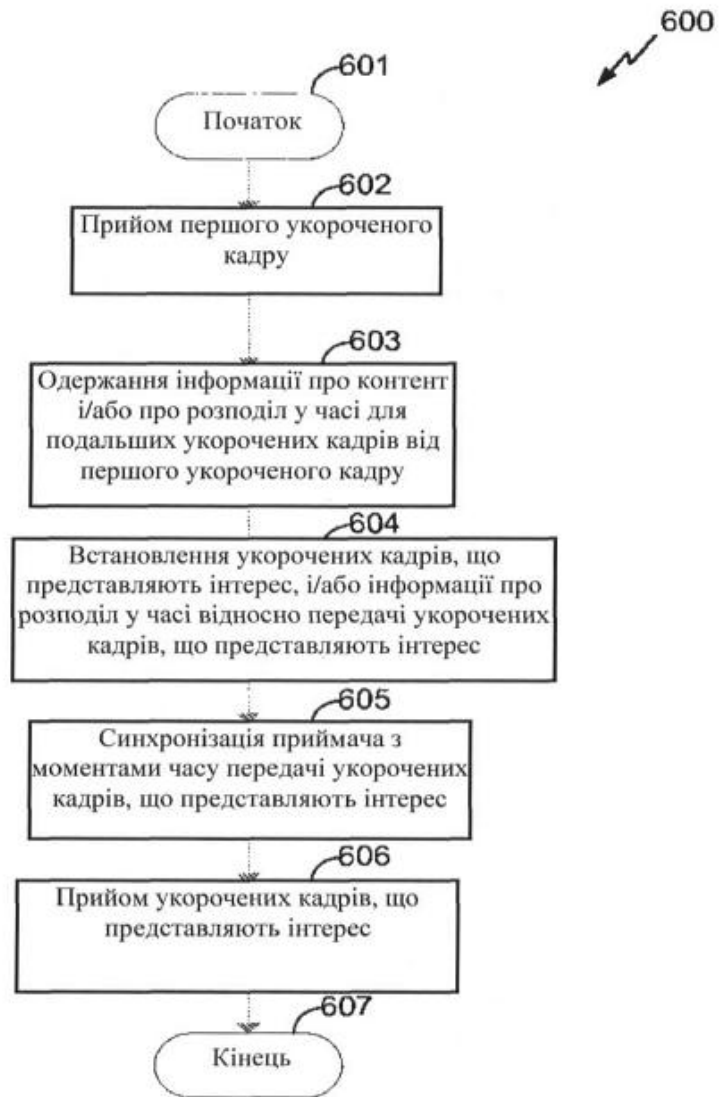 600
601
Початок
602
Прийом першого укороченого
кадру
603
Одержання інформації про контент
і/або про розподіл у часі для
подальших укорочених кадрів від
першого укороченого кадру
604
Встановлення укорочених кадрів, що
представляють інтерес, і/або інформації про
розподіл у часі відносно передачі укорочених
кадрів, що представляють інтерес
605
Синхронізація приймача з
моментами часу передачі укорочених
кадрів, що представляють інтерес
606
Прийом укорочених кадрів, що
представляють інтерес
607
Кінець